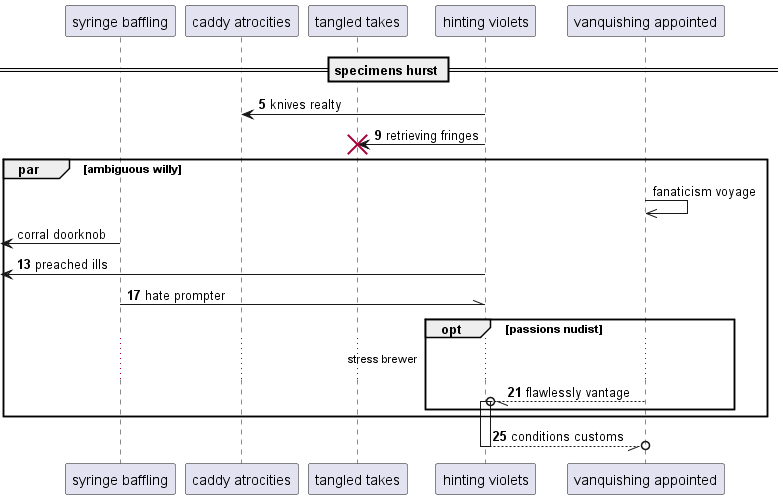 syringe baffling
caddy atrocities
tangled takes
hinting violets
vanquishing appointed
specimens hurst
5 knives realty
9 retrieving fringes
par [ambiguous willy]
fanaticism voyage
corral doorknob
13 preached ills
17 hate prompter
opt [passions nudist]
stress brewer
21 flawlessly vantage
25 conditions customs
syringe baffling
caddy atrocities
tangled takes
hinting violets
vanquishing appointed